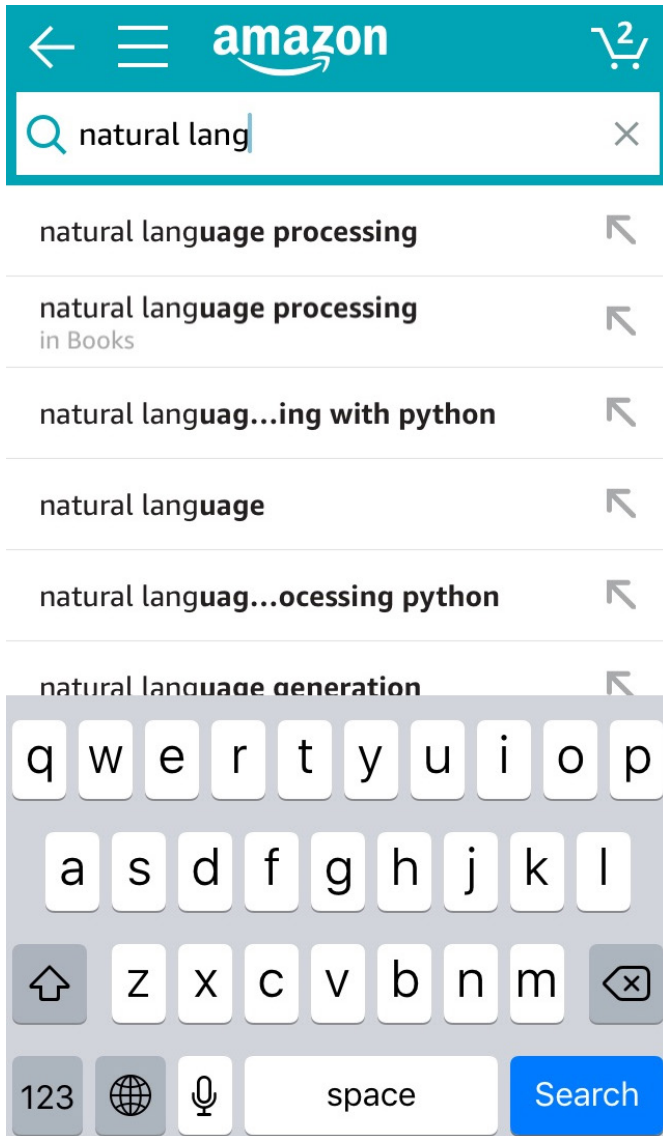 amazon
2
natural lang
natural language processing
natural language processing
in Books
natural languag...ing with python
natural language
natural languag...ocessing python
natural language generation
q w e r t y u i o p
a s d f g h j k l
z x c v b n m
123 space Search